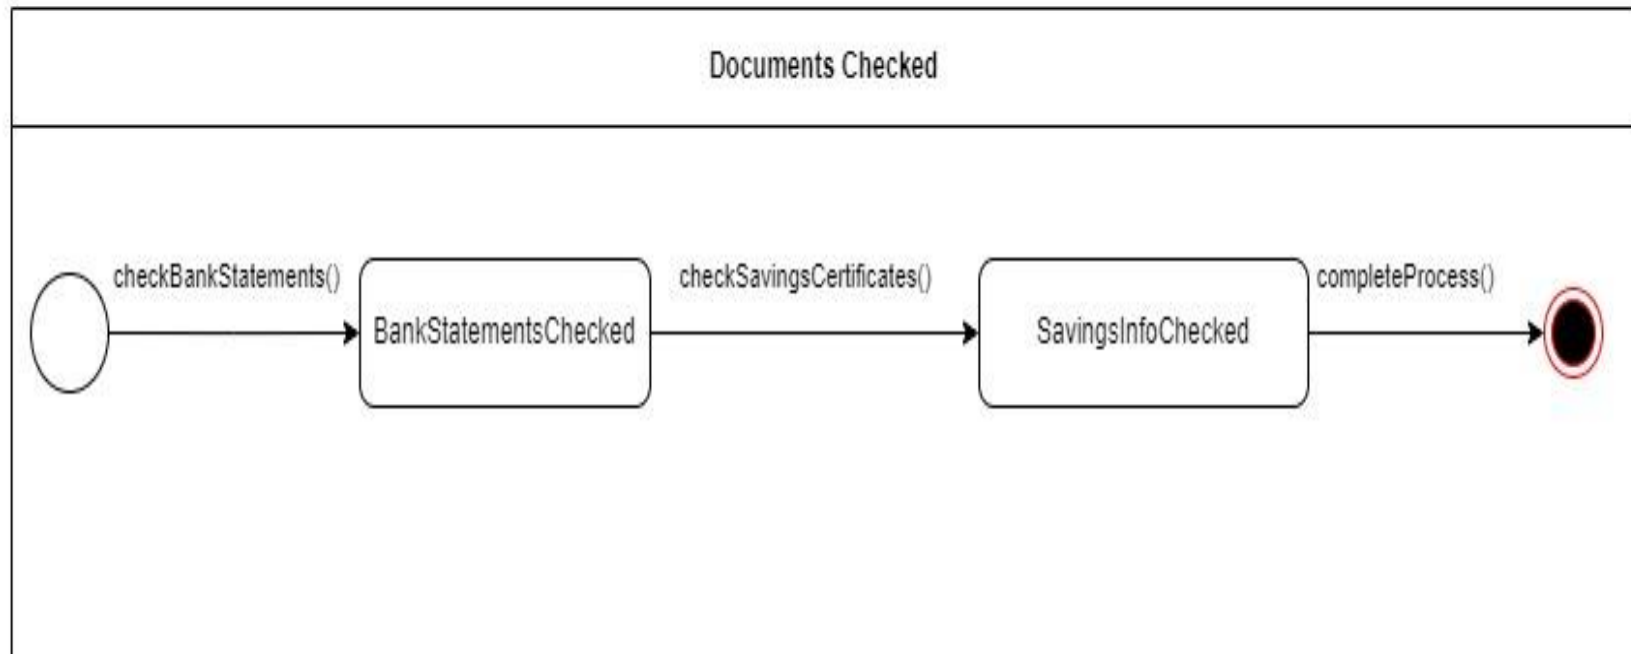 Documents Checked
checkBankStatements()
checkSavingsCertificates()
completeProcess()
BankStatementsChecked
SavingsInfoChecked